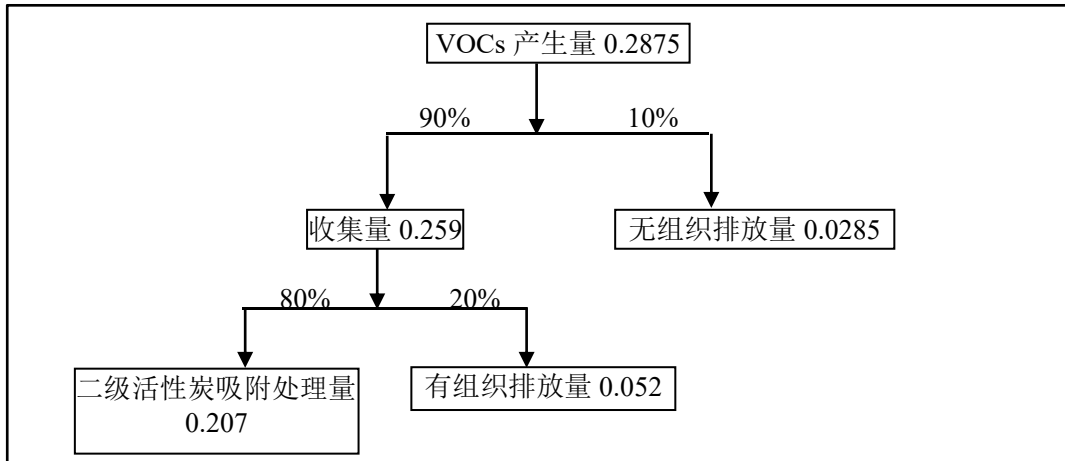 VOCs 产生量 0.2875
90%
10%
收集量 0.259
无组织排放量 0.0285
80%
20%
二级活性炭吸附处理量
0.207
有组织排放量 0.052